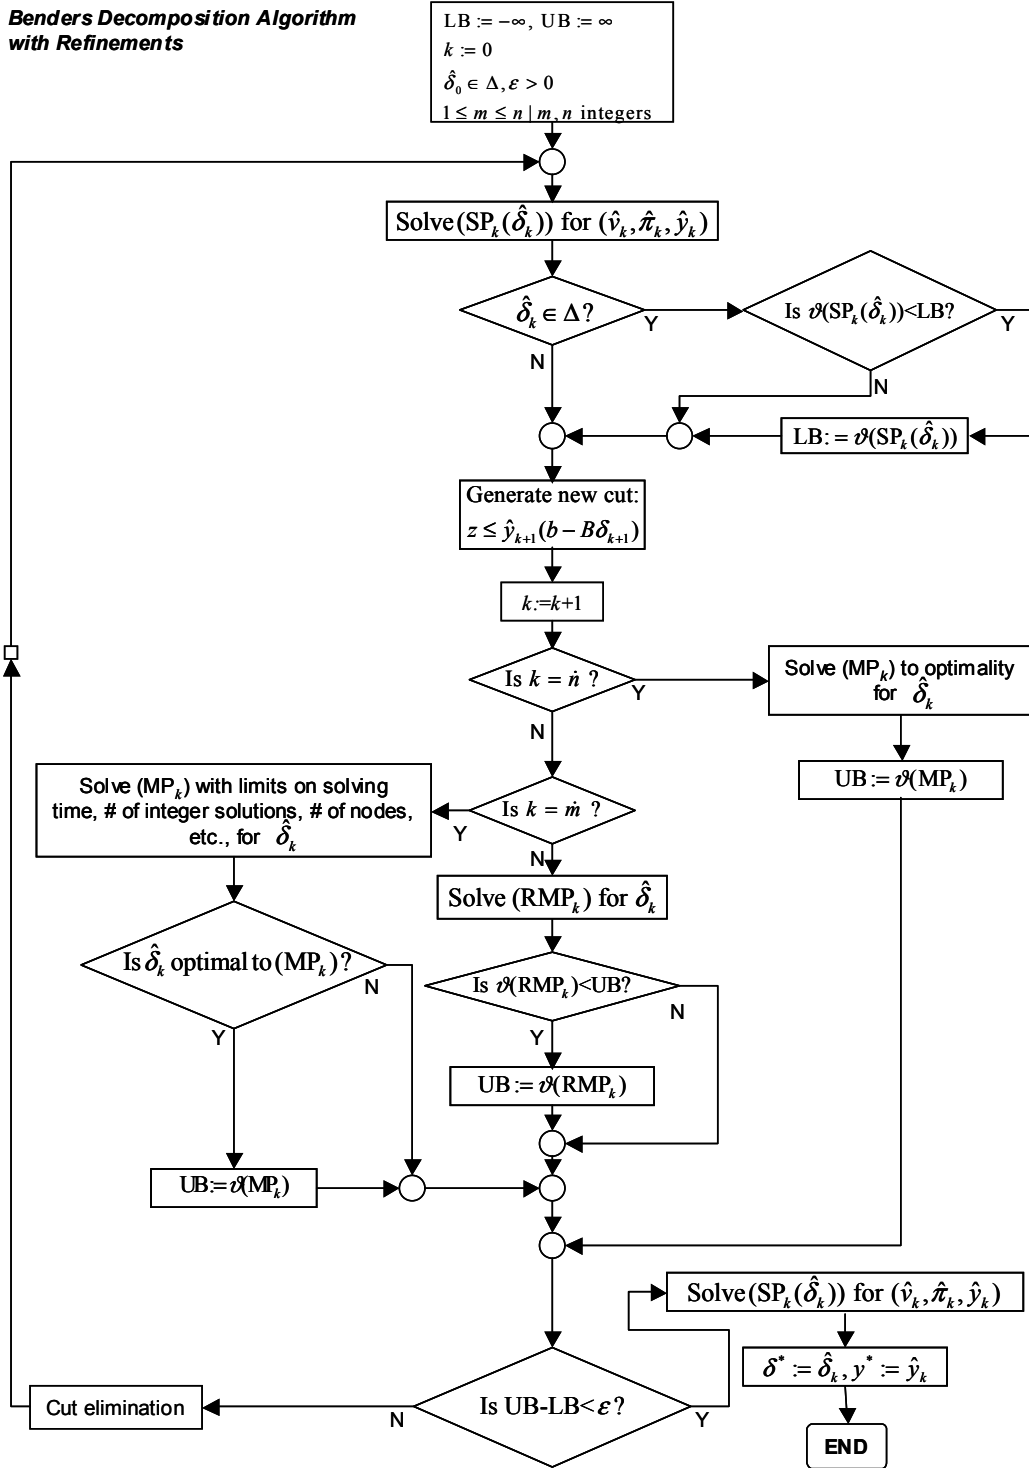 Benders Decomposition Algorithm
with Refinements
LB := −∞, UB := ∞
k := 0
δ̂₀ ∈ Δ, ε > 0
1 ≤ m ≤ n | m, n integers
Solve (SPₖ(δ̂ₖ)) for (v̂ₖ, π̂ₖ, ŷₖ)
δ̂ₖ ∈ Δ?
Y
N
Is ϑ(SPₖ(δ̂ₖ))<LB?
Y
N
LB: = ϑ(SPₖ(δ̂ₖ))
Generate new cut:
z ≤ ŷₖ₊₁(b − Bδₖ₊₁)
k:=k+1
Is k = ṅ ?
Y
N
Solve (MPₖ) to optimality
for δ̂ₖ
UB := ϑ(MPₖ)
Is k = ṁ ?
Y
N
Solve (MPₖ) with limits on solving
time, # of integer solutions, # of nodes,
etc., for δ̂ₖ
Solve (RMPₖ) for δ̂ₖ
Is δ̂ₖ optimal to (MPₖ)?
N
Y
Is ϑ(RMPₖ)<UB?
N
Y
UB := ϑ(RMPₖ)
UB:=ϑ(MPₖ)
Solve (SPₖ(δ̂ₖ)) for (v̂ₖ, π̂ₖ, ŷₖ)
δ* := δ̂ₖ, y* := ŷₖ
Is UB-LB< ε?
N
Y
Cut elimination
END